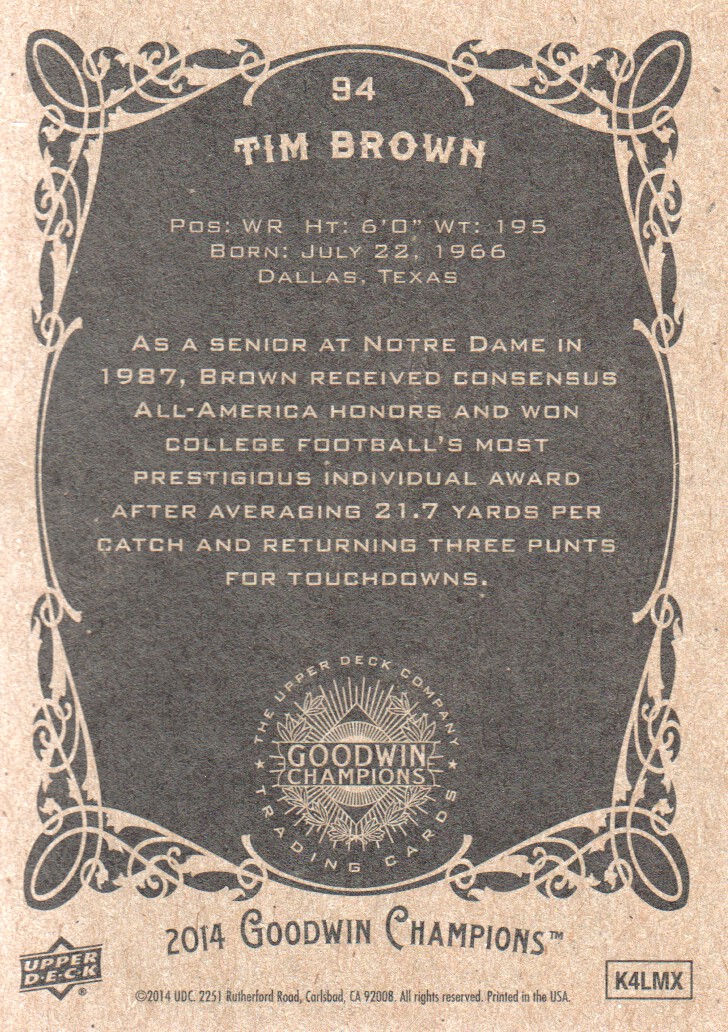 94
TIM BROWN
POS: WR HT: 6'0" WT: 195
BORN: JULY 22, 1966
DALLAS, TEXAS
AS A SENIOR AT NOTRE DAME IN
1987, BROWN RECEIVED CONSENSUS
ALL-AMERICA HONORS AND WON
COLLEGE FOOTBALL'S MOST
PRESTIGIOUS INDIVIDUAL AWARD
AFTER AVERAGING 21.7 YARDS PER
CATCH AND RETURNING THREE PUNTS
FOR TOUCHDOWNS.
THE UPPER DECK COMPANY
GOODWIN
CHAMPIONS
★ TRADING CARDS ★
2014 GOODWIN CHAMPIONS™
UPPER
D·E·C·K®
©2014 UDC. 2251 Rutherford Road, Carlsbad, CA 92008. All rights reserved. Printed in the USA.
K4LMX